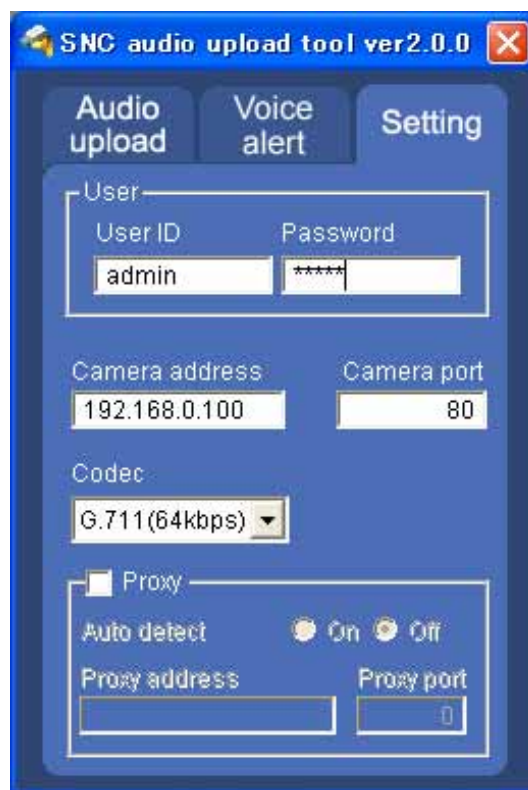 SNC audio upload tool ver2.0.0
Audio upload
Voice alert
Setting
User
User ID Password
admin *****
Camera address Camera port
192.168.0.100 80
Codec
G.711(64kbps)
Proxy
Auto detect On Off
Proxy address Proxy port
0